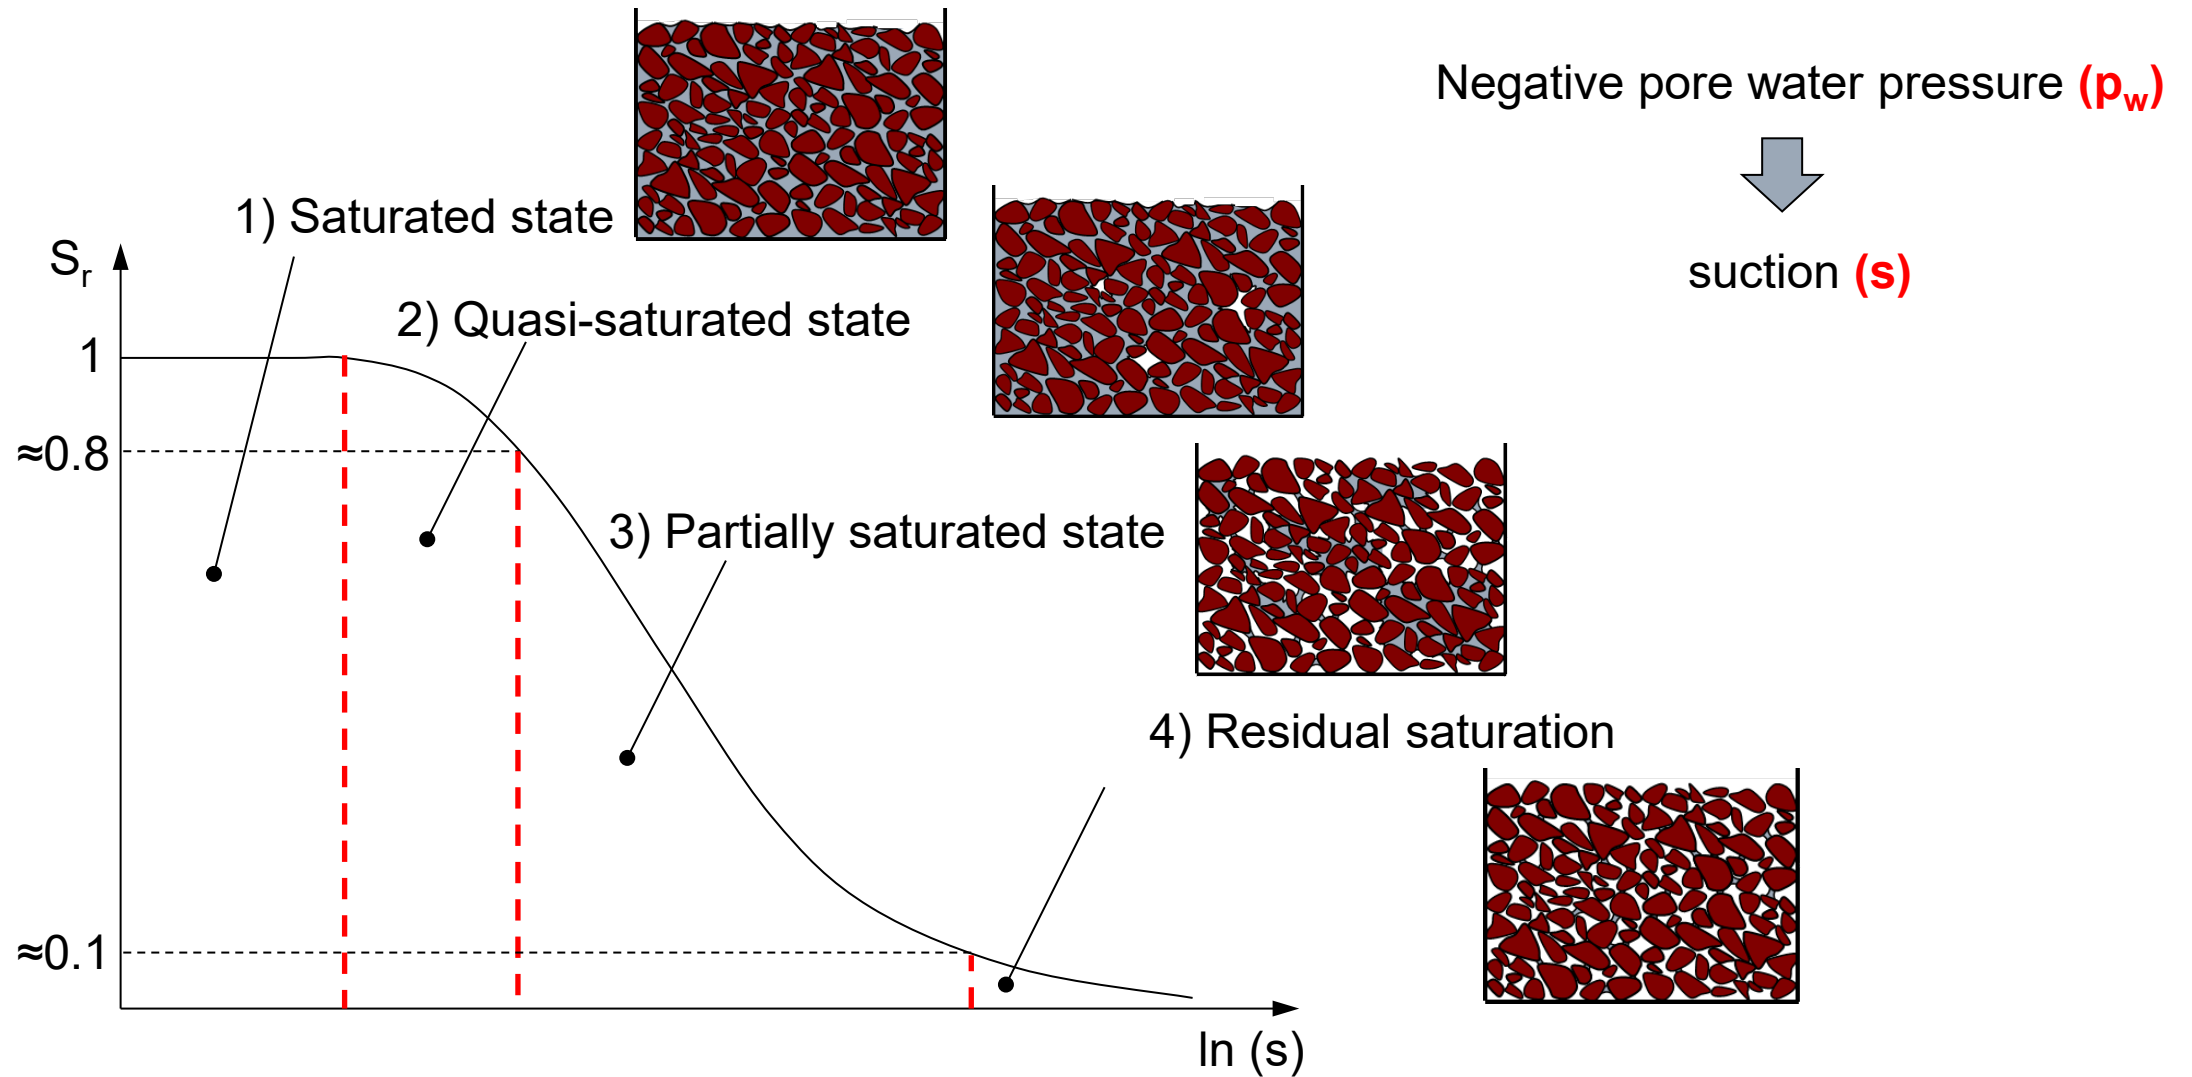 Negative pore water pressure (pw)
suction (s)
1) Saturated state
Sr
2) Quasi-saturated state
1
≈0.8
3) Partially saturated state
4) Residual saturation
≈0.1
ln (s)